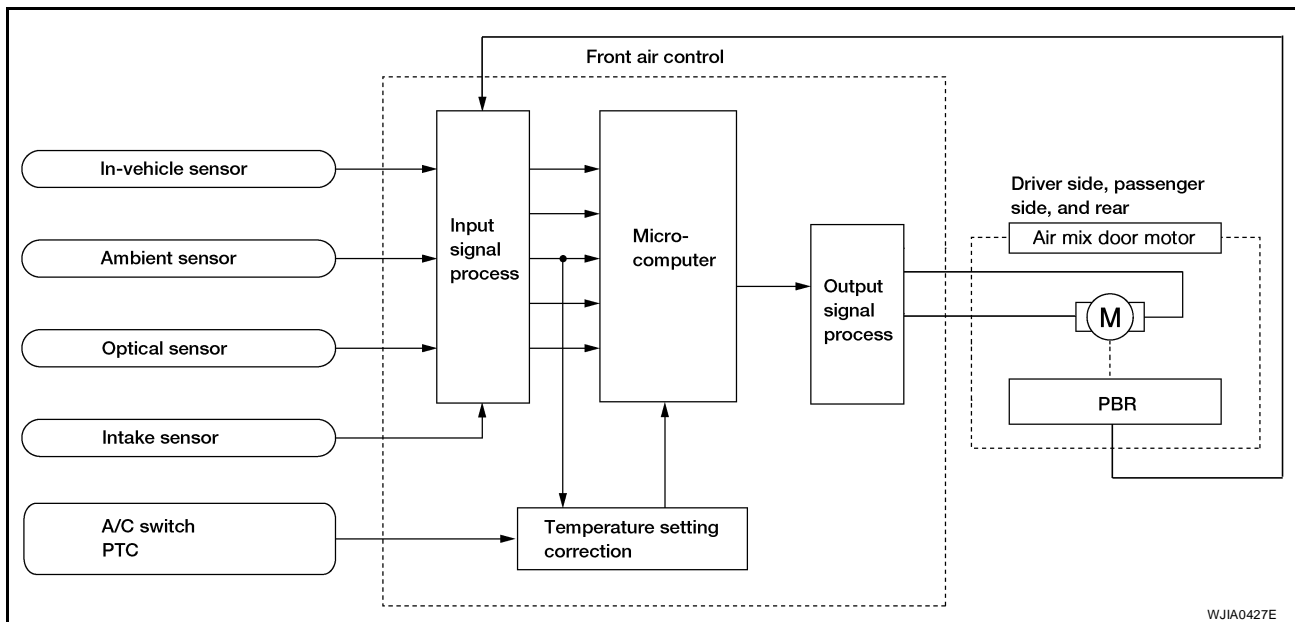 Front air control
In-vehicle sensor
Ambient sensor
Optical sensor
Intake sensor
A/C switch
PTC
Input
signal
process
Micro-
computer
Temperature setting
correction
Output
signal
process
Driver side, passenger
side, and rear
Air mix door motor
M
PBR
WJIA0427E